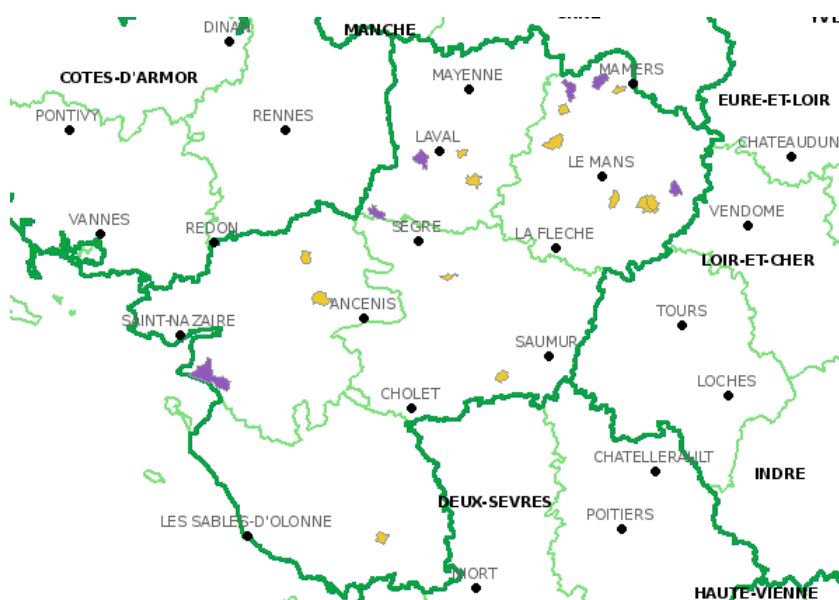 DINAN
MANCHE
COTES-D'ARMOR
MAYENNE
MAMERS
EURE-ET-LOIR
PONTIVY
RENNES
LAVAL
CHATEAUDUN
LE MANS
VANNES
REDON
SEGRE
LA FLECHE
VENDOME
LOIR-ET-CHER
ANCENIS
SAINT-NAZAIRE
TOURS
SAUMUR
LOCHES
CHOLET
CHATELLERAULT
INDRE
DEUX-SEVRES
POITIERS
LES SABLES-D'OLONNE
NIORT
HAUTE-VIENNE